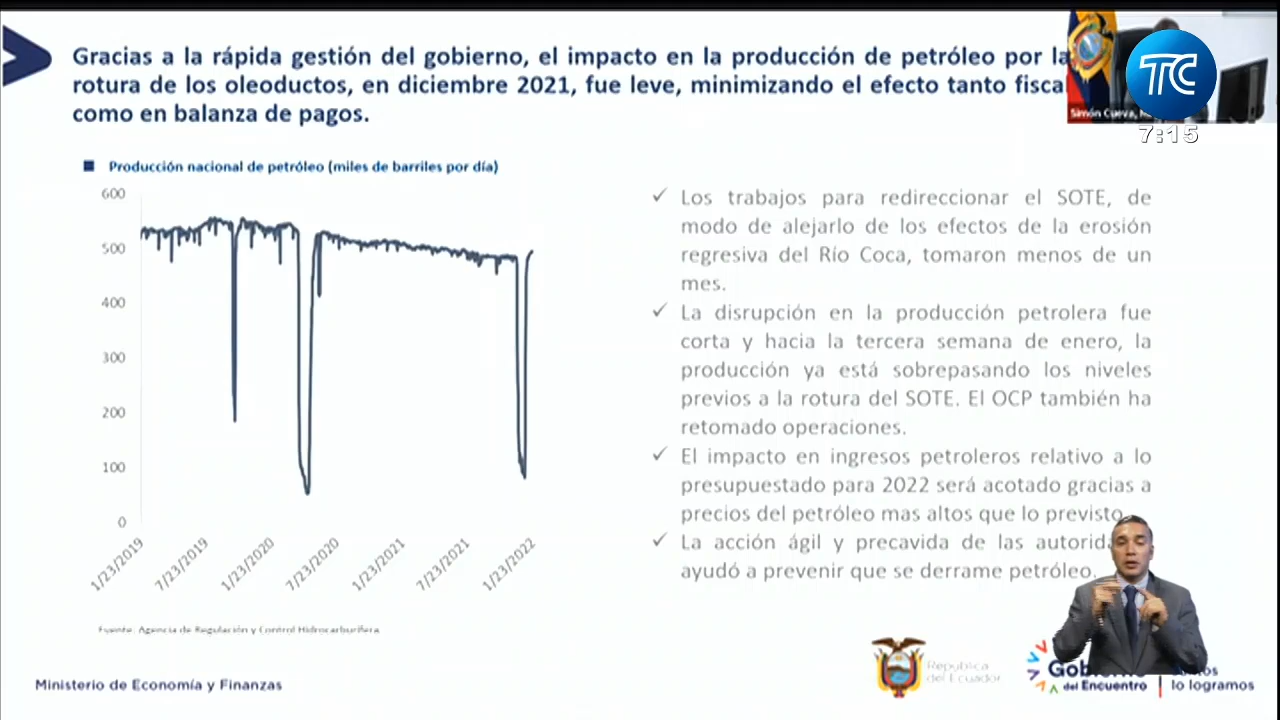 Gracias a la rápida gestión del gobierno, el impacto en la producción de petróleo por la
rotura de los oleoductos, en diciembre 2021, fue leve, minimizando el efecto tanto fiscal
como en balanza de pagos.
Simón Cueva,
TC
7:15
Producción nacional de petróleo (miles de barriles por día)
600
500
400
300
200
100
0
1/23/2019
7/23/2019
1/23/2020
7/23/2020
1/23/2021
7/23/2021
1/23/2022
Fuente: Agencia de Regulación y Control Hidrocarburífera
✓ Los trabajos para redireccionar el SOTE, de
modo de alejarlo de los efectos de la erosión
regresiva del Río Coca, tomaron menos de un
mes.
✓ La disrupción en la producción petrolera fue
corta y hacia la tercera semana de enero, la
producción ya está sobrepasando los niveles
previos a la rotura del SOTE. El OCP también ha
retomado operaciones.
✓ El impacto en ingresos petroleros relativo a lo
presupuestado para 2022 será acotado gracias a
precios del petróleo mas altos que lo previsto
✓ La acción ágil y precavida de las
ayudó a prevenir que se derrame petróleo.
Ministerio de Economía y Finanzas
República
del Ecuador
del Encuentro
lo logramos